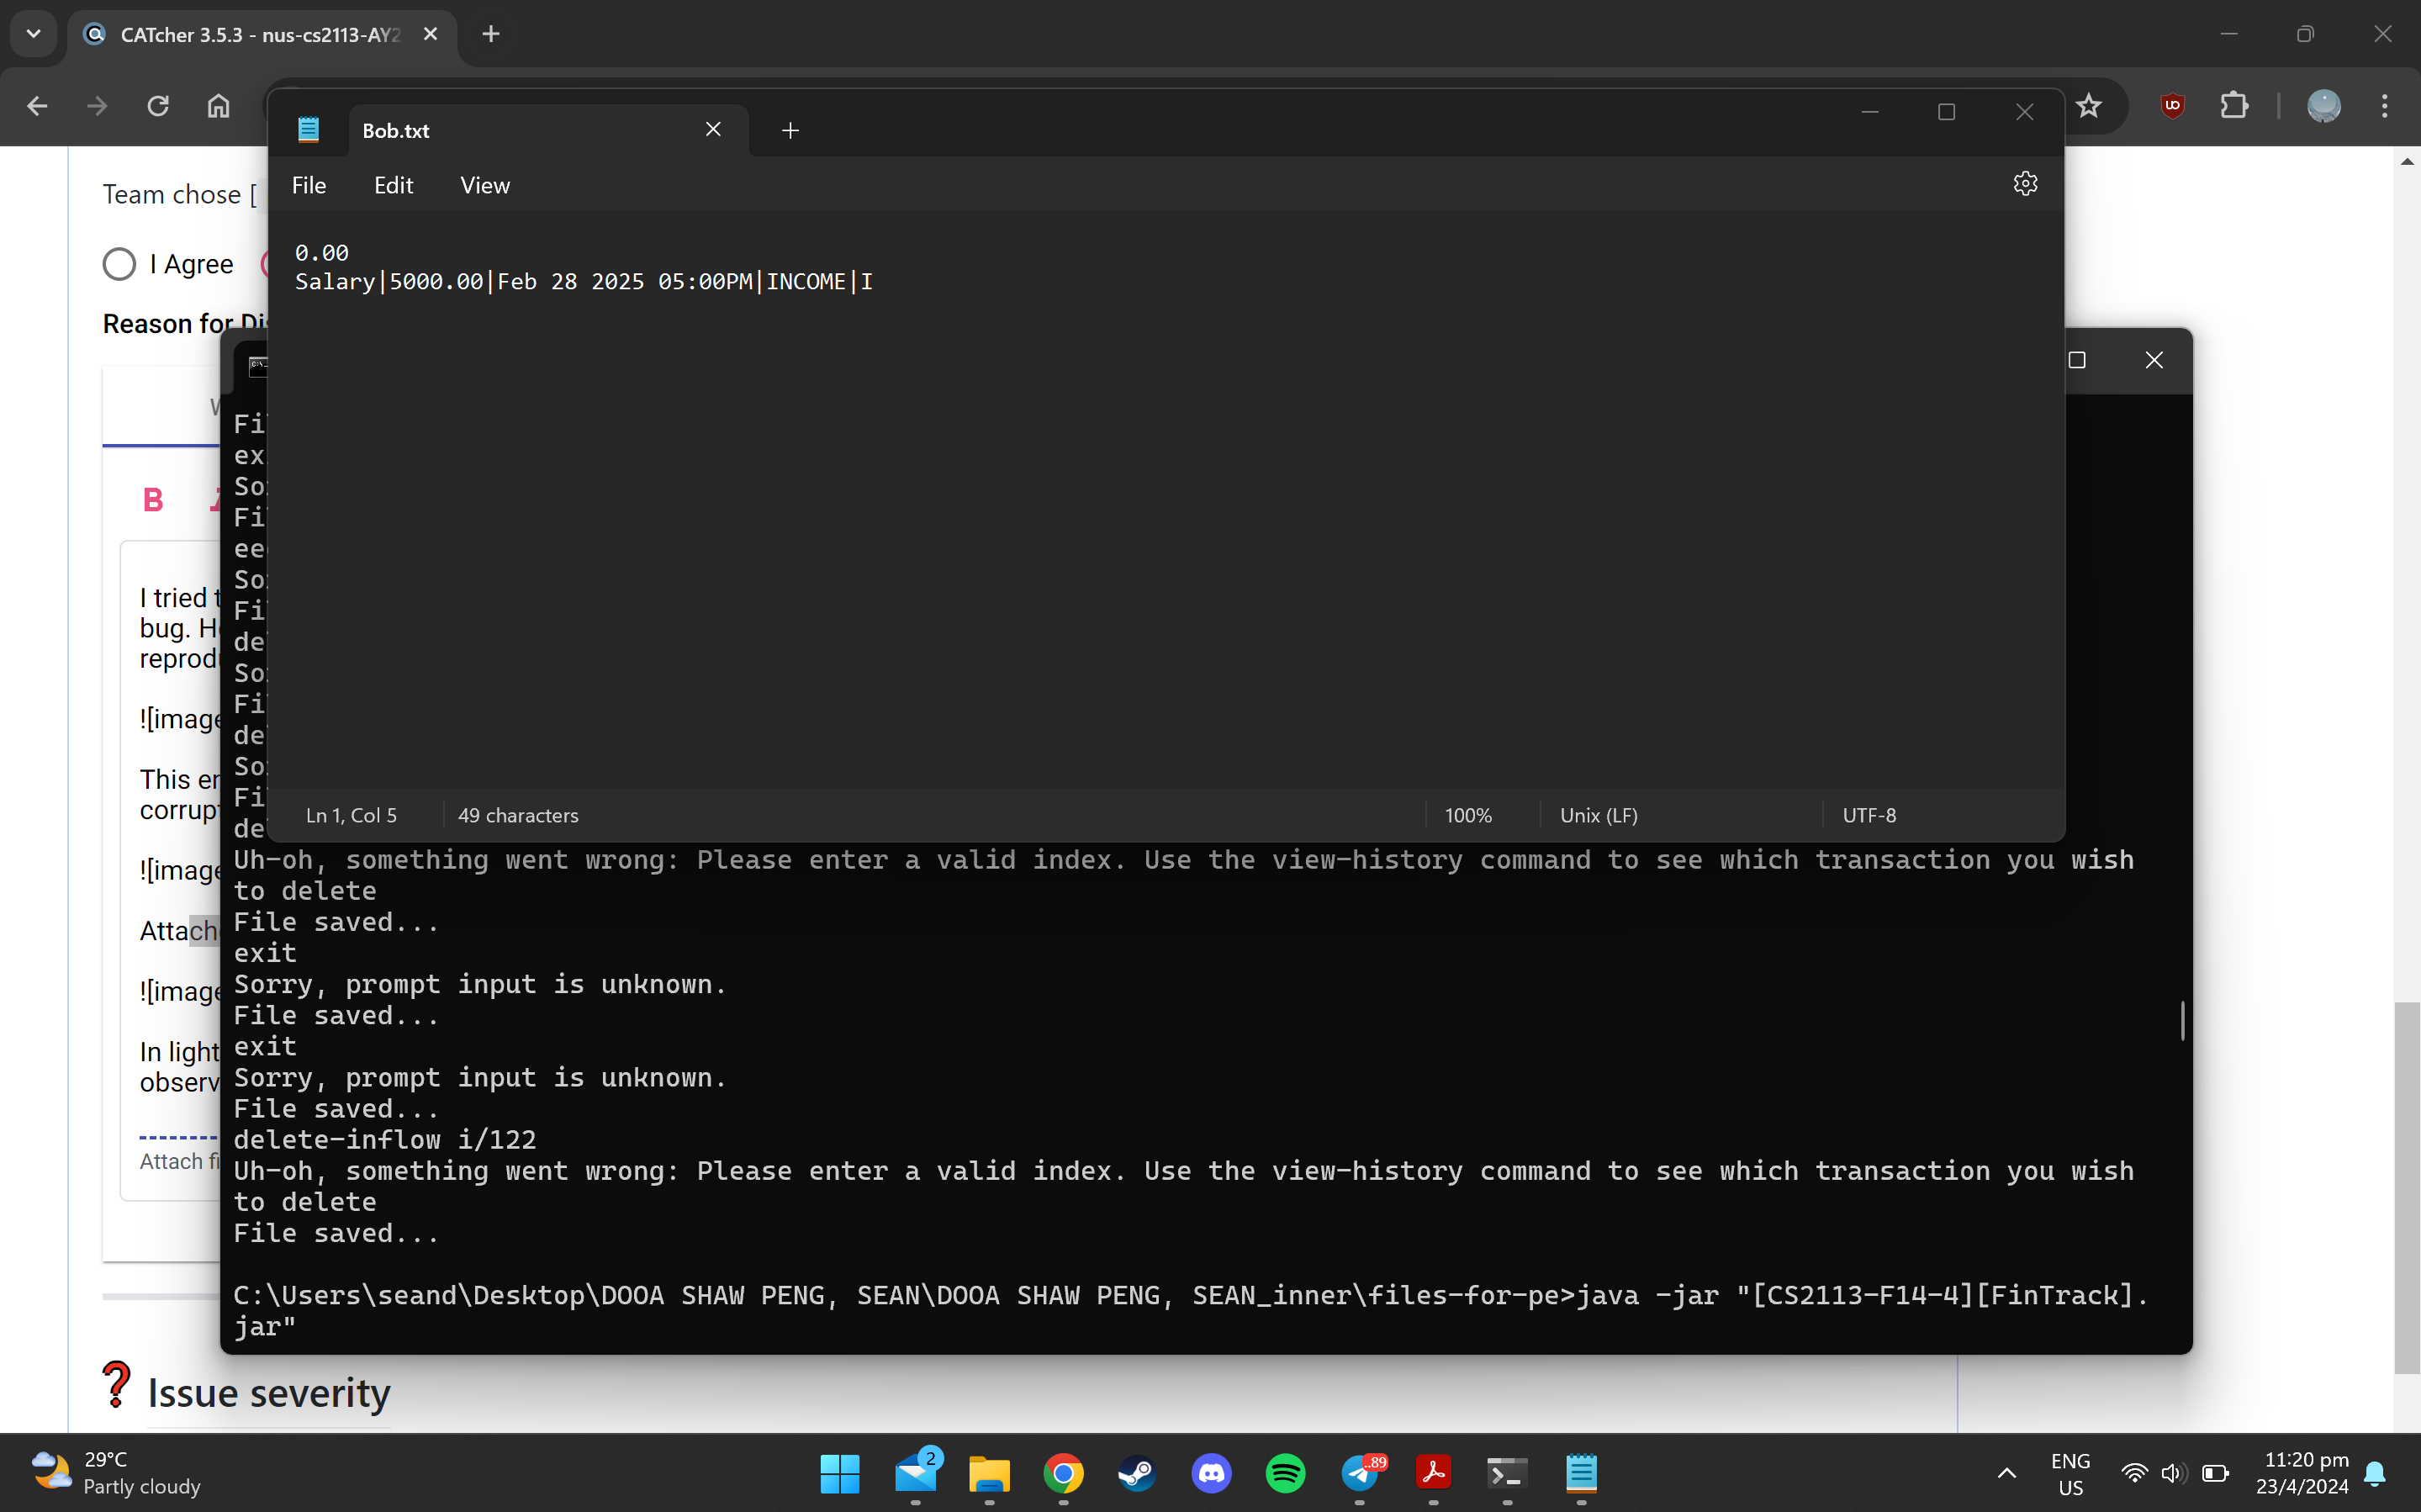 CATcher 3.5.3 - nus-cs2113-AY2
Bob.txt
File Edit View
0.00
Salary|5000.00|Feb 28 2025 05:00PM|INCOME|I
Ln 1, Col 5 49 characters 100% Unix (LF) UTF-8
Team chose [
I Agree
Reason for Di
B
I tried t
bug. H
reprodu
![image
This er
corrupt
![image
Attach
![image
In light
observ
Attach fi
Fi
ex
So
Fi
ee
So
Fi
de
So
Fi
de
So
Fi
de
Uh-oh, something went wrong: Please enter a valid index. Use the view-history command to see which transaction you wish
to delete
File saved...
exit
Sorry, prompt input is unknown.
File saved...
exit
Sorry, prompt input is unknown.
File saved...
delete-inflow i/122
Uh-oh, something went wrong: Please enter a valid index. Use the view-history command to see which transaction you wish
to delete
File saved...
C:\Users\seand\Desktop\DOOA SHAW PENG, SEAN\DOOA SHAW PENG, SEAN_inner\files-for-pe>java -jar "[CS2113-F14-4][FinTrack].
jar"
Issue severity
29°C
Partly cloudy
2
..89
ENG
US
11:20 pm
23/4/2024